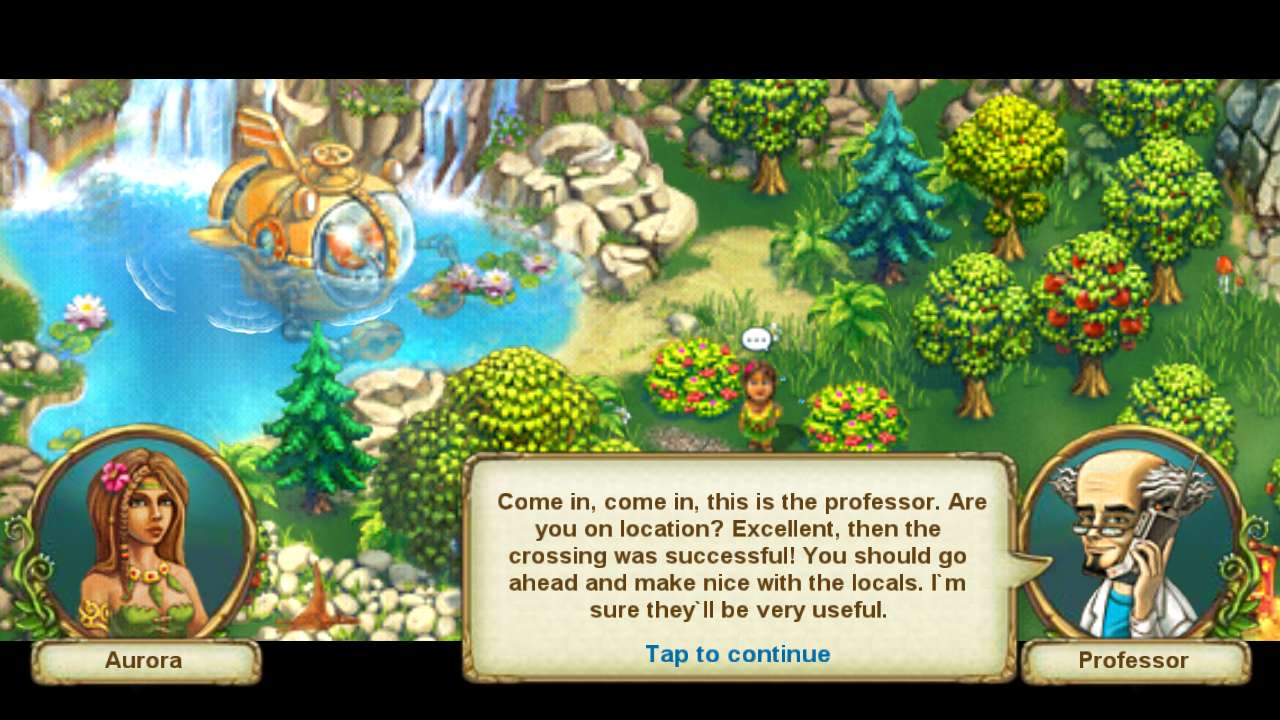 Come in, come in, this is the professor. Are
you on location? Excellent, then the
crossing was successful! You should go
ahead and make nice with the locals. I`m
sure they`ll be very useful.
Tap to continue
Aurora
Professor